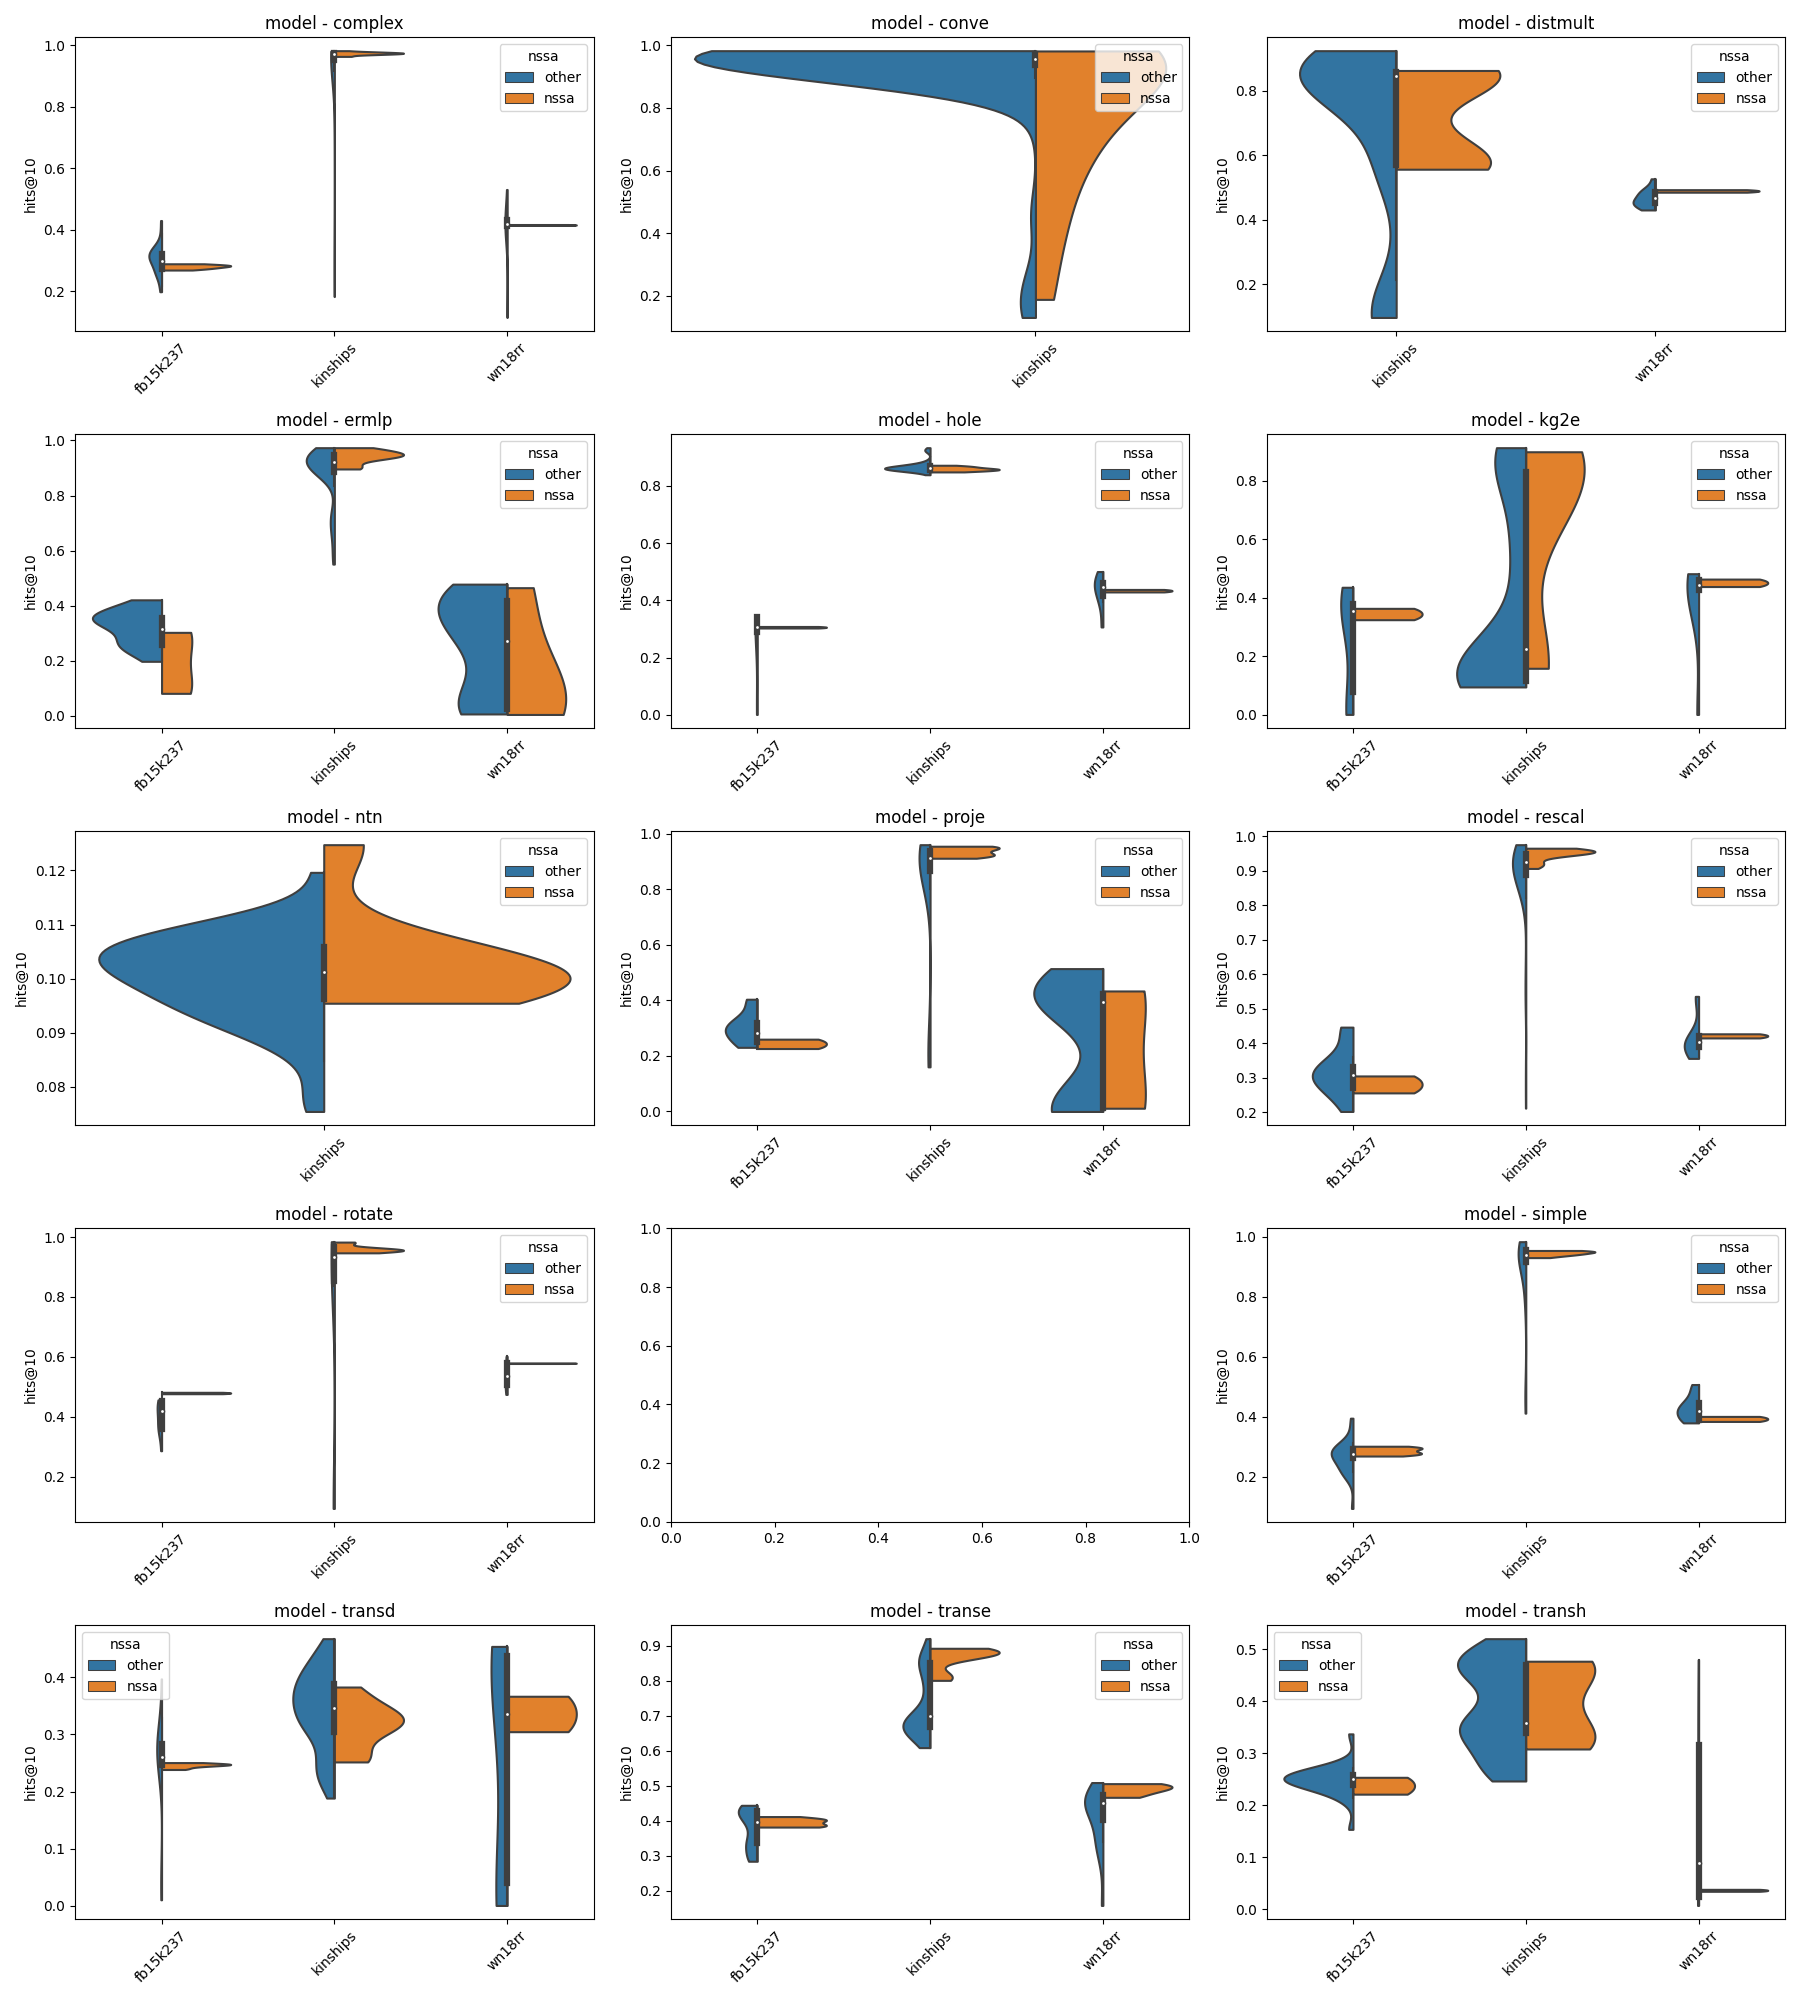 model - complex
hits@10
1.0
0.8
0.6
0.4
0.2
nssa
other
nssa
fb15k237
kinships
wn18rr
model - conve
hits@10
1.0
0.8
0.6
0.4
0.2
nssa
other
nssa
kinships
model - distmult
hits@10
0.8
0.6
0.4
0.2
nssa
other
nssa
kinships
wn18rr
model - ermlp
hits@10
1.0
0.8
0.6
0.4
0.2
0.0
nssa
other
nssa
fb15k237
kinships
wn18rr
model - hole
hits@10
0.8
0.6
0.4
0.2
0.0
nssa
other
nssa
fb15k237
kinships
wn18rr
model - kg2e
hits@10
0.8
0.6
0.4
0.2
0.0
nssa
other
nssa
fb15k237
kinships
wn18rr
model - ntn
hits@10
0.12
0.11
0.10
0.09
0.08
nssa
other
nssa
kinships
model - proje
hits@10
1.0
0.8
0.6
0.4
0.2
0.0
nssa
other
nssa
fb15k237
kinships
wn18rr
model - rescal
hits@10
1.0
0.9
0.8
0.7
0.6
0.5
0.4
0.3
0.2
nssa
other
nssa
fb15k237
kinships
wn18rr
model - rotate
hits@10
1.0
0.8
0.6
0.4
0.2
nssa
other
nssa
fb15k237
kinships
wn18rr
1.0
0.8
0.6
0.4
0.2
0.0
0.0 0.2 0.4 0.6 0.8 1.0
model - simple
hits@10
1.0
0.8
0.6
0.4
0.2
nssa
other
nssa
fb15k237
kinships
wn18rr
model - transd
hits@10
0.4
0.3
0.2
0.1
0.0
nssa
other
nssa
fb15k237
kinships
wn18rr
model - transe
hits@10
0.9
0.8
0.7
0.6
0.5
0.4
0.3
0.2
nssa
other
nssa
fb15k237
kinships
wn18rr
model - transh
hits@10
0.5
0.4
0.3
0.2
0.1
0.0
nssa
other
nssa
fb15k237
kinships
wn18rr